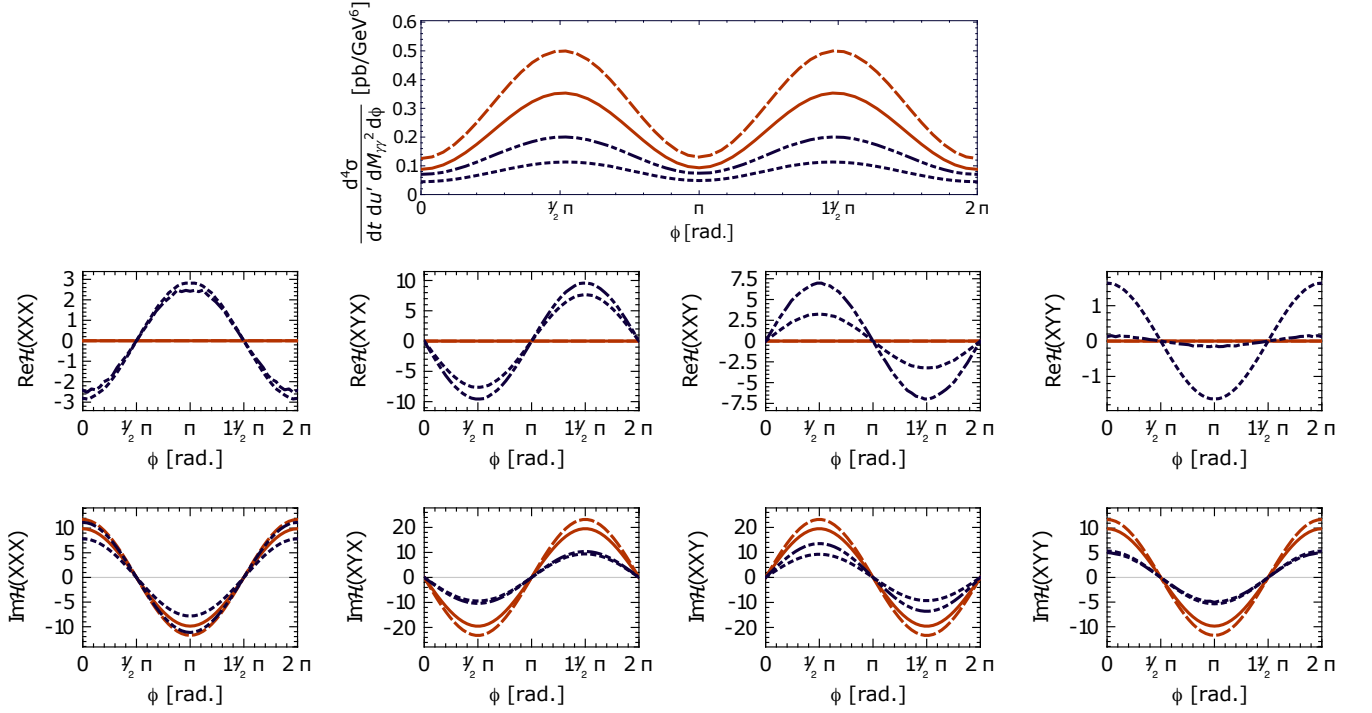 d⁴σ
dt du′ dM_γγ² dϕ
[pb/GeV⁶]
0.6
0.5
0.4
0.3
0.2
0.1
0
0 ½ π π 1½ π 2 π
ϕ [rad.]
Reℋ(XXX)
3
2
1
0
-1
-2
-3
0 ½ π π 1½ π 2 π
ϕ [rad.]
Reℋ(XYX)
10
5
0
-5
-10
0 ½ π π 1½ π 2 π
ϕ [rad.]
Reℋ(XXY)
7.5
5
2.5
0
-2.5
-5
-7.5
0 ½ π π 1½ π 2 π
ϕ [rad.]
Reℋ(XYY)
1
0
-1
0 ½ π π 1½ π 2 π
ϕ [rad.]
Imℋ(XXX)
10
5
0
-5
-10
0 ½ π π 1½ π 2 π
ϕ [rad.]
Imℋ(XYX)
20
10
0
-10
-20
0 ½ π π 1½ π 2 π
ϕ [rad.]
Imℋ(XXY)
20
10
0
-10
-20
0 ½ π π 1½ π 2 π
ϕ [rad.]
Imℋ(XYY)
10
5
0
-5
-10
0 ½ π π 1½ π 2 π
ϕ [rad.]